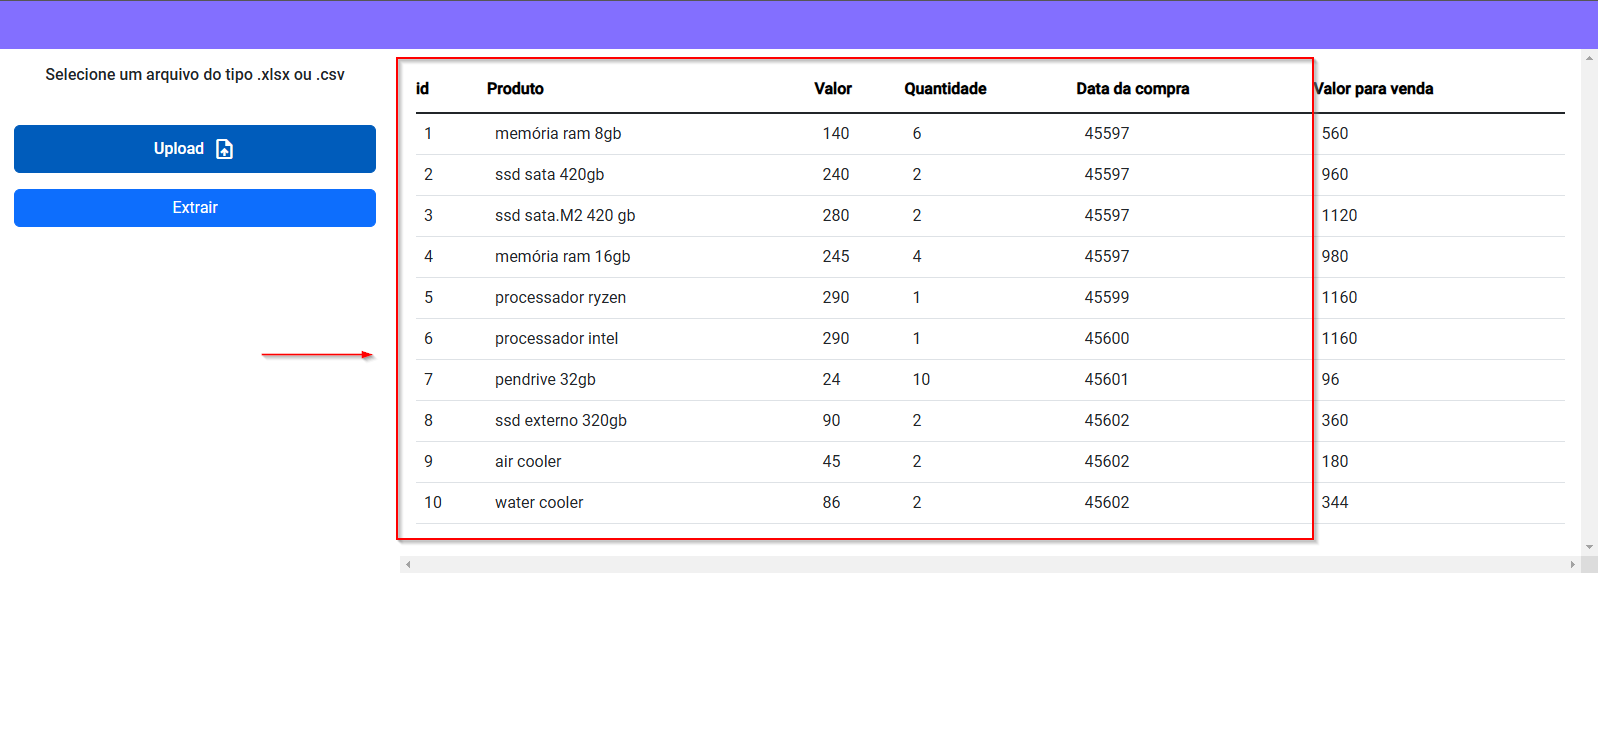 Selecione um arquivo do tipo .xlsx ou .csv
Upload
Extrair
id Produto Valor Quantidade Data da compra Valor para venda
1 memória ram 8gb 140 6 45597 560
2 ssd sata 420gb 240 2 45597 960
3 ssd sata.M2 420 gb 280 2 45597 1120
4 memória ram 16gb 245 4 45597 980
5 processador ryzen 290 1 45599 1160
6 processador intel 290 1 45600 1160
7 pendrive 32gb 24 10 45601 96
8 ssd externo 320gb 90 2 45602 360
9 air cooler 45 2 45602 180
10 water cooler 86 2 45602 344